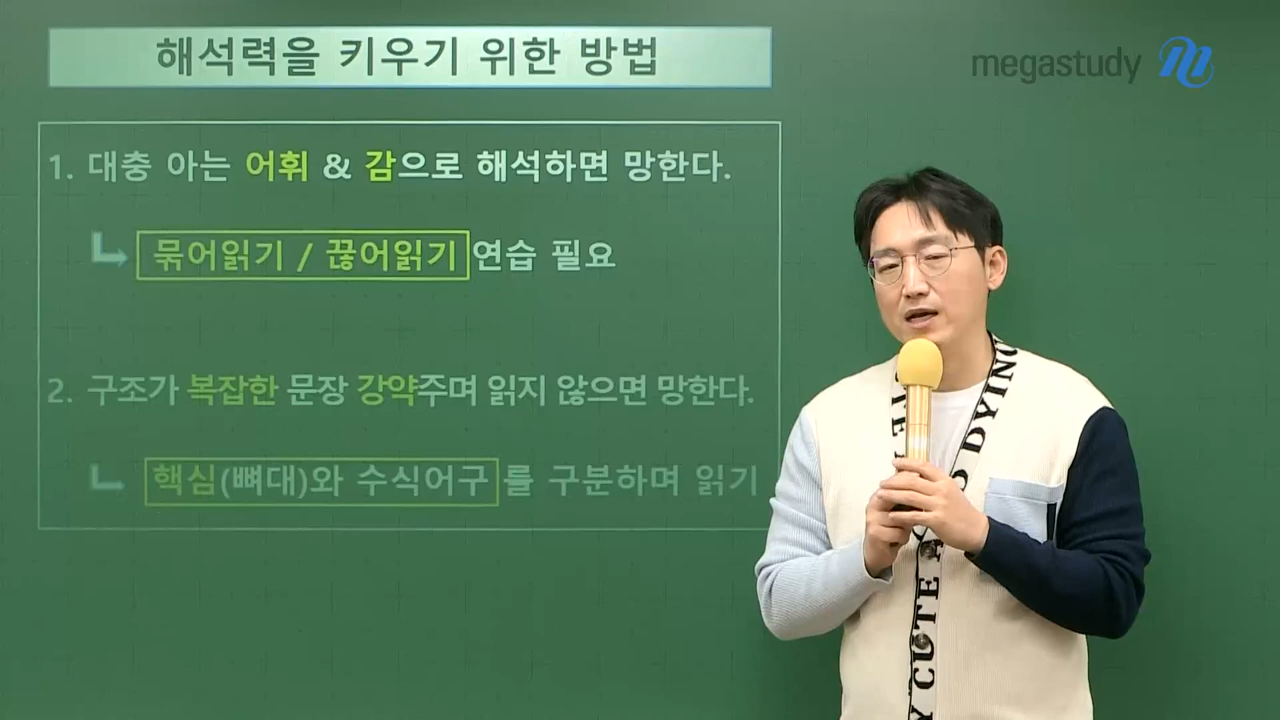 해석력을 키우기 위한 방법
megastudy
1. 대충 아는 어휘 & 감으로 해석하면 망한다.
묶어읽기 / 끊어읽기 연습 필요
2. 구조가 복잡한 문장 강약주며 읽지 않으면 망한다.
핵심(뼈대)와 수식어구 를 구분하며 읽기
DYING
CUTE